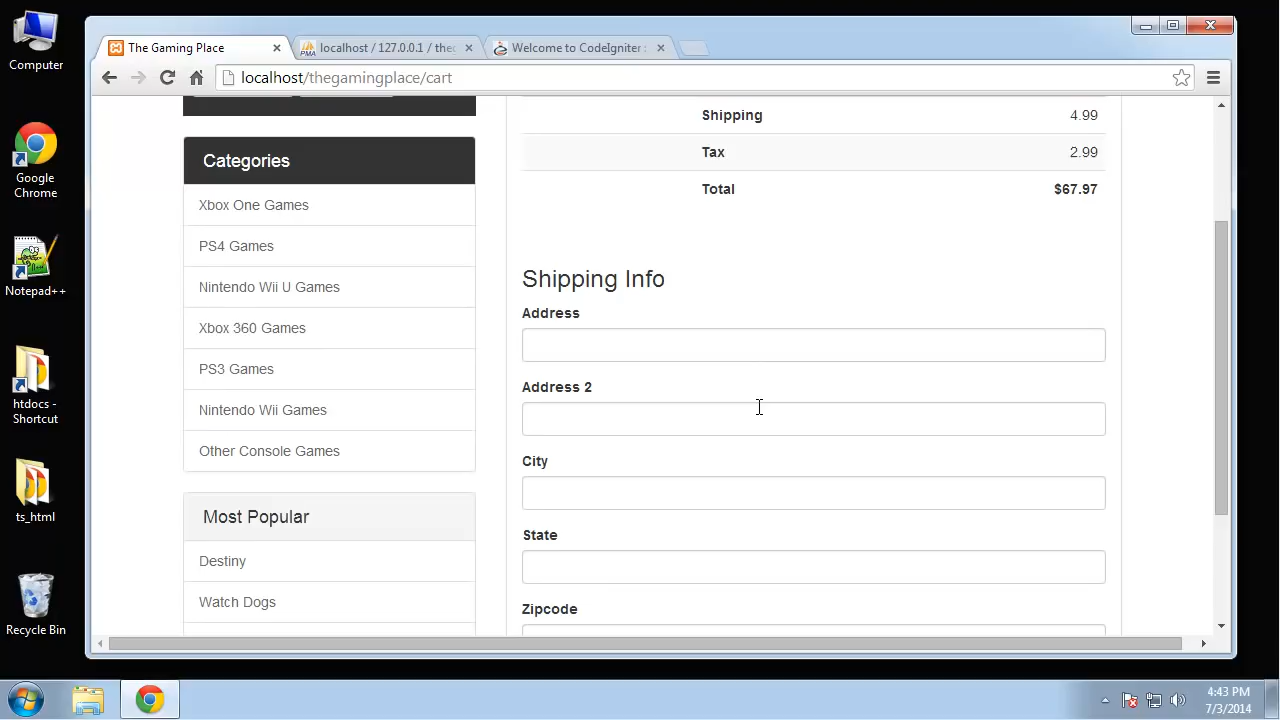 Computer
Google
Chrome
Notepad++
htdocs -
Shortcut
ts_html
Recycle Bin
The Gaming Place
localhost / 127.0.0.1 / thec
Welcome to CodeIgniter :
localhost/thegamingplace/cart
Categories
Xbox One Games
PS4 Games
Nintendo Wii U Games
Xbox 360 Games
PS3 Games
Nintendo Wii Games
Other Console Games
Most Popular
Destiny
Watch Dogs
Shipping 4.99
Tax 2.99
Total $67.97
Shipping Info
Address
Address 2
City
State
Zipcode
4:43 PM
7/3/2014